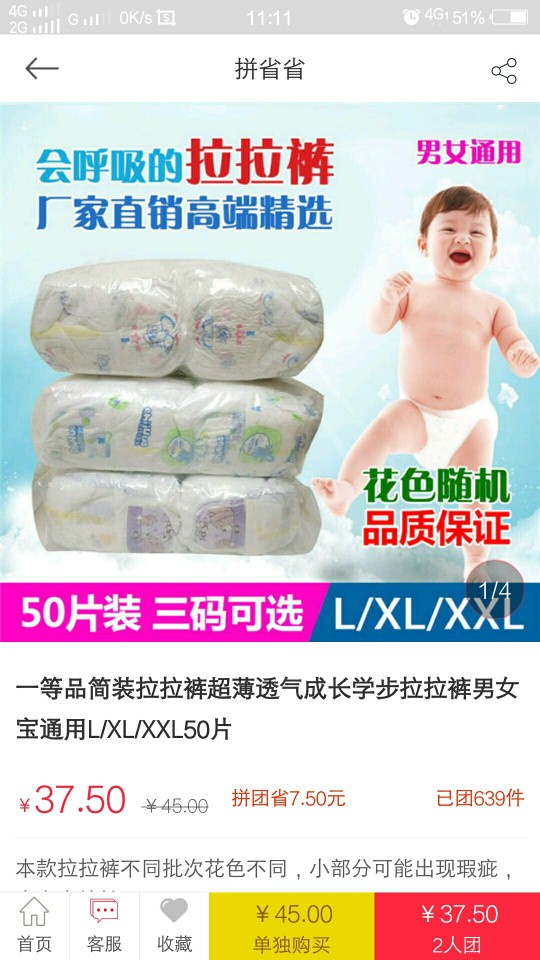 4G
2G
G
0K/s
11:11
4G
51%
拼省省
会呼吸的拉拉裤
男女通用
厂家直销高端精选
花色随机
品质保证
1/4
50片装 三码可选
L/XL/XXL
一等品简装拉拉裤超薄透气成长学步拉拉裤男女
宝通用L/XL/XXL50片
¥37.50 ¥45.00 拼团省7.50元 已团639件
本款拉拉裤不同批次花色不同，小部分可能出现瑕疵，
¥45.00
¥37.50
首页
客服
收藏
单独购买
2人团